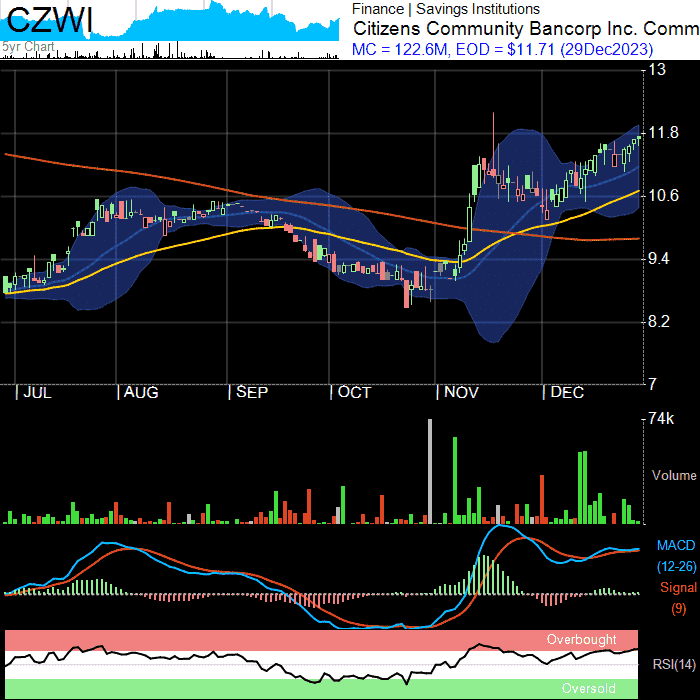 CZWI
5yr Chart
Finance | Savings Institutions
Citizens Community Bancorp Inc. Comm
MC = 122.6M, EOD = $11.71 (29Dec2023)
13
11.8
10.6
9.4
8.2
7
| JUL | AUG | SEP | OCT | NOV | DEC
74k
Volume
MACD
(12-26)
Signal
(9)
Overbought
RSI(14)
Oversold